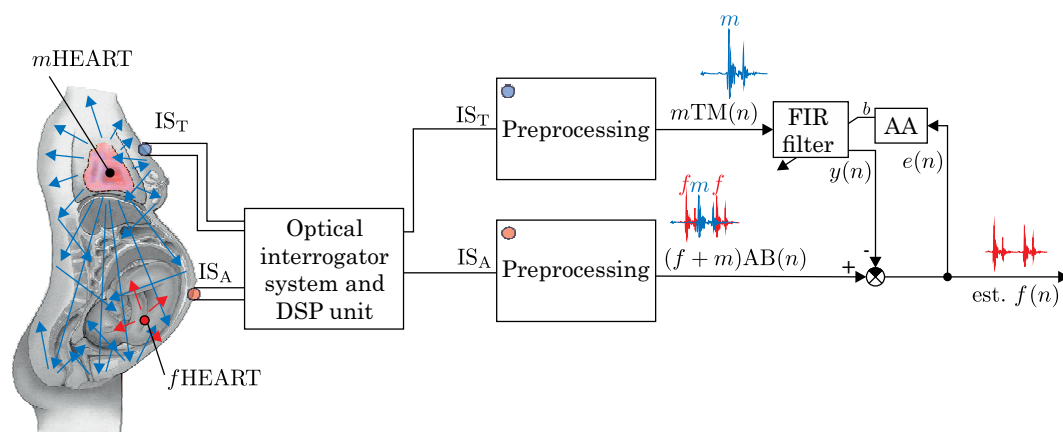 mHEART
IS_T
IS_A
fHEART
Optical
interrogator
system and
DSP unit
IS_T
Preprocessing
IS_A
Preprocessing
m
mTM(n)
f m f
(f + m)AB(n)
FIR
filter
b
AA
y(n)
e(n)
-
+
est. f(n)